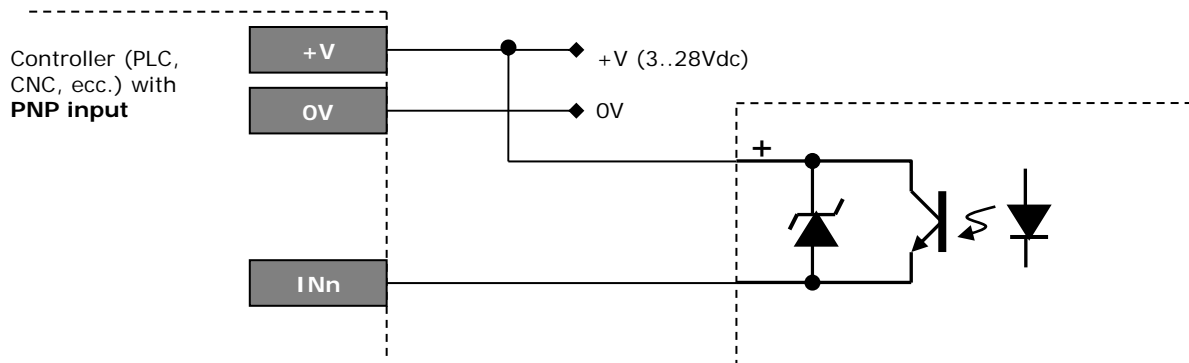 Controller (PLC,
CNC, ecc.) with
PNP input
+V
+V (3..28Vdc)
0V
0V
+
INn